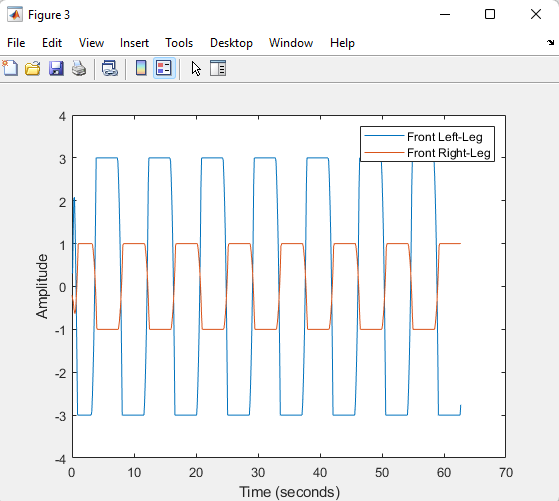 Figure 3
File Edit View Insert Tools Desktop Window Help
4
3
2
1
0
-1
-2
-3
-4
Amplitude
Front Left-Leg
Front Right-Leg
0 10 20 30 40 50 60 70
Time (seconds)